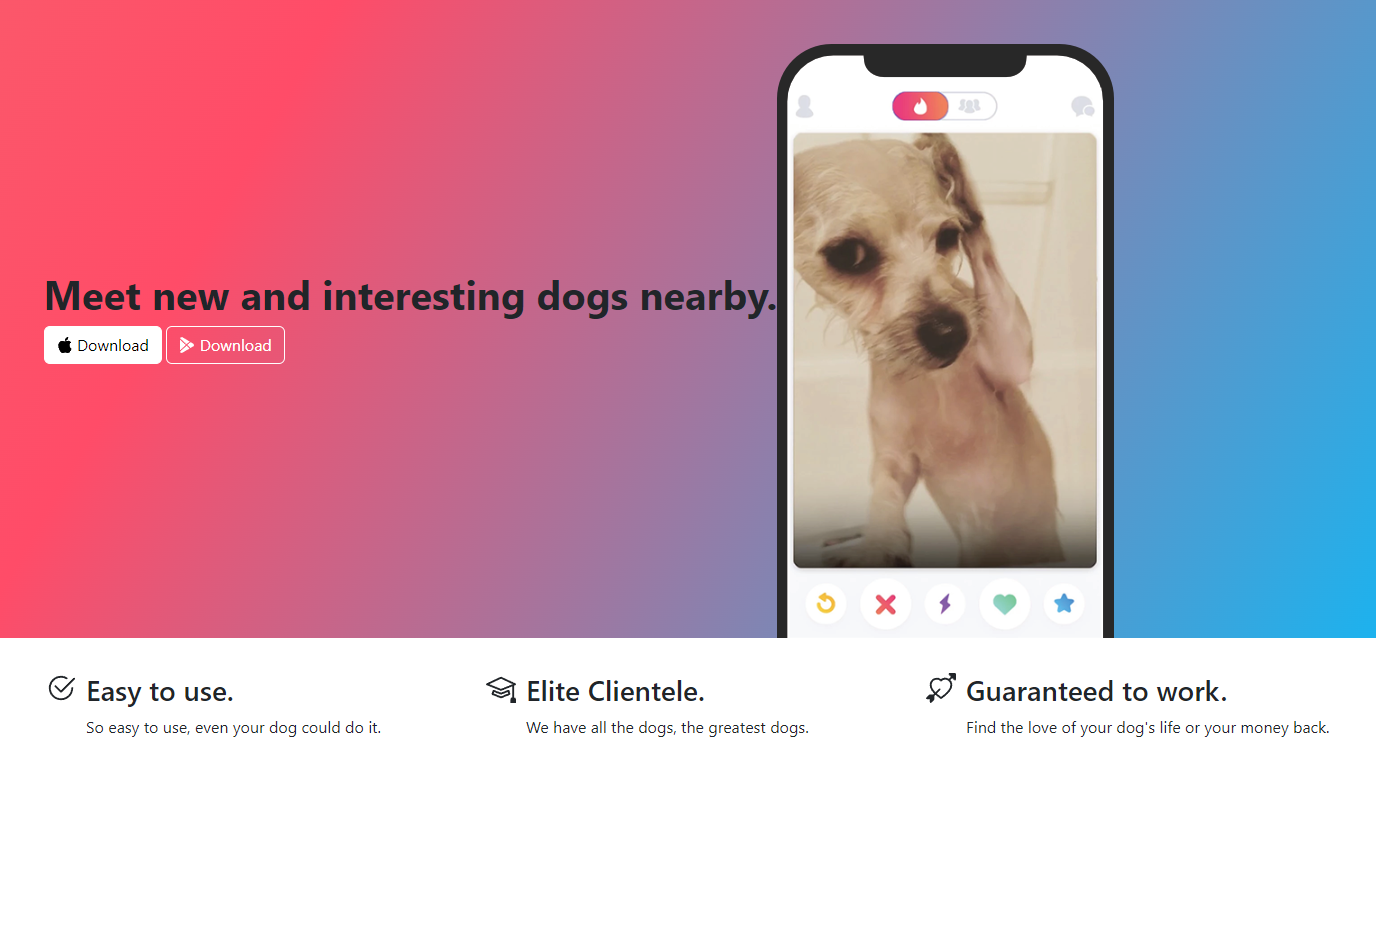 Meet new and interesting dogs nearby.
Download Download
Easy to use.
So easy to use, even your dog could do it.
Elite Clientele.
We have all the dogs, the greatest dogs.
Guaranteed to work.
Find the love of your dog's life or your money back.